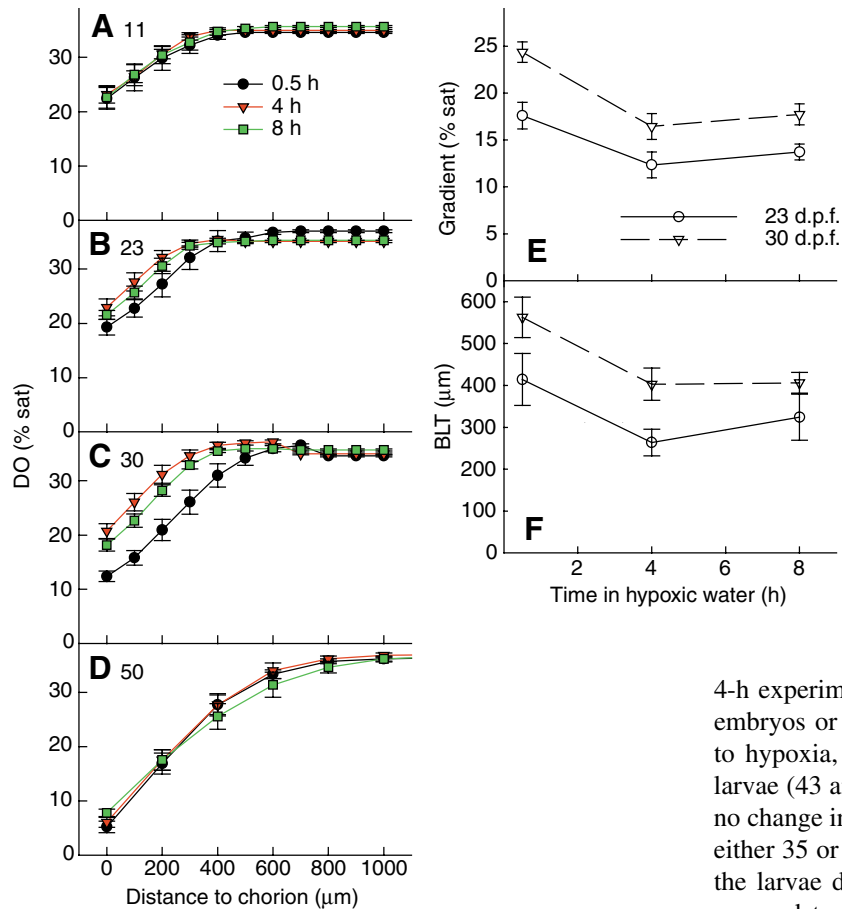 A 11
30
20
10
0
0.5 h
4 h
8 h
B 23
30
20
10
0
C 30
30
20
10
0
D 50
30
20
10
0
0 200 400 600 800 1000
Distance to chorion (μm)
DO (% sat)
25
20
15
10
5
0
Gradient (% sat)
E
23 d.p.f.
30 d.p.f.
600
500
400
300
200
100
0
BLT (μm)
F
2 4 6 8
Time in hypoxic water (h)
4-h experim
embryos or
to hypoxia,
larvae (43 a
no change in
either 35 or
the larvae d